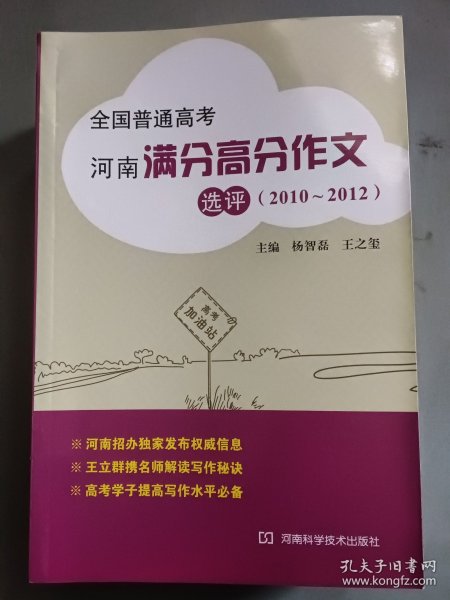 全国普通高考
河南 满分高分作文
选评（2010～2012）
主编 杨智磊 王之玺
高考
加油站
※ 河南招办独家发布权威信息
※ 王立群携名师解读写作秘诀
※ 高考学子提高写作水平必备
河南科学技术出版社
孔夫子旧书网
www.kongfz.com